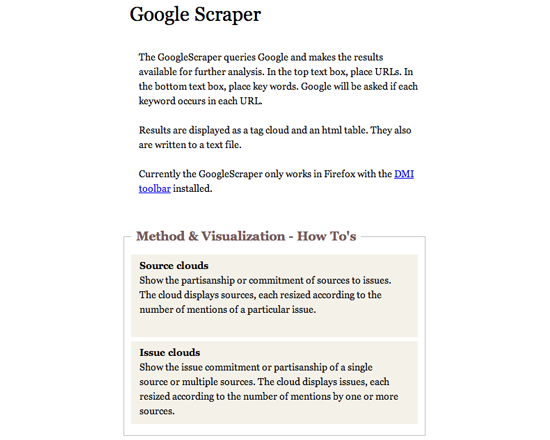 Google Scraper
The GoogleScraper queries Google and makes the results
available for further analysis. In the top text box, place URLs. In
the bottom text box, place key words. Google will be asked if each
keyword occurs in each URL.
Results are displayed as a tag cloud and an html table. They also
are written to a text file.
Currently the GoogleScraper only works in Firefox with the DMI
toolbar installed.
Method & Visualization - How To's
Source clouds
Show the partisanship or commitment of sources to issues.
The cloud displays sources, each resized according to the
number of mentions of a particular issue.
Issue clouds
Show the issue commitment or partisanship of a single
source or multiple sources. The cloud displays issues, each
resized according to the number of mentions by one or more
sources.